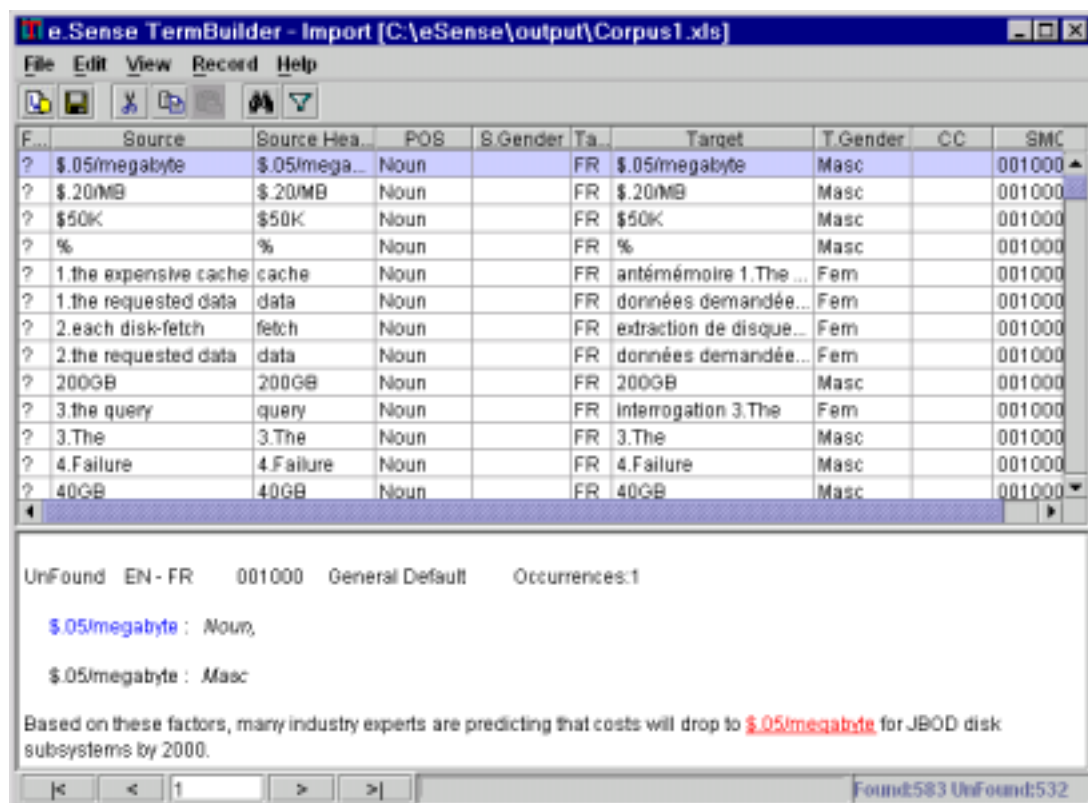 e.Sense TermBuilder - Import [C:\eSense\output\Corpus1.xls]
File Edit View Record Help
F... Source Source Hea... POS S.Gender Ta... Target T.Gender CC SMC
? $.05/megabyte $.05/mega... Noun FR $.05/megabyte Masc 001000
? $.20/MB $.20/MB Noun FR $.20/MB Masc 001000
? $50K $50K Noun FR $50K Masc 001000
? % % Noun FR % Masc 001000
? 1.the expensive cache cache Noun FR antémémoire 1.The ... Fem 001000
? 1.the requested data data Noun FR données demandée... Fem 001000
? 2.each disk-fetch fetch Noun FR extraction de disque... Fem 001000
? 2.the requested data data Noun FR données demandée... Fem 001000
? 200GB 200GB Noun FR 200GB Masc 001000
? 3.the query query Noun FR interrogation 3.The Fem 001000
? 3.The 3.The Noun FR 3.The Masc 001000
? 4.Failure 4.Failure Noun FR 4.Failure Masc 001000
? 40GB 40GB Noun FR 40GB Masc 001000
UnFound EN - FR 001000 General Default Occurrences:1
$.05/megabyte : Noun,
$.05/megabyte : Masc
Based on these factors, many industry experts are predicting that costs will drop to $.05/megabyte for JBOD disk
subsystems by 2000.
|< < 1 > >| Found:583 UnFound:532